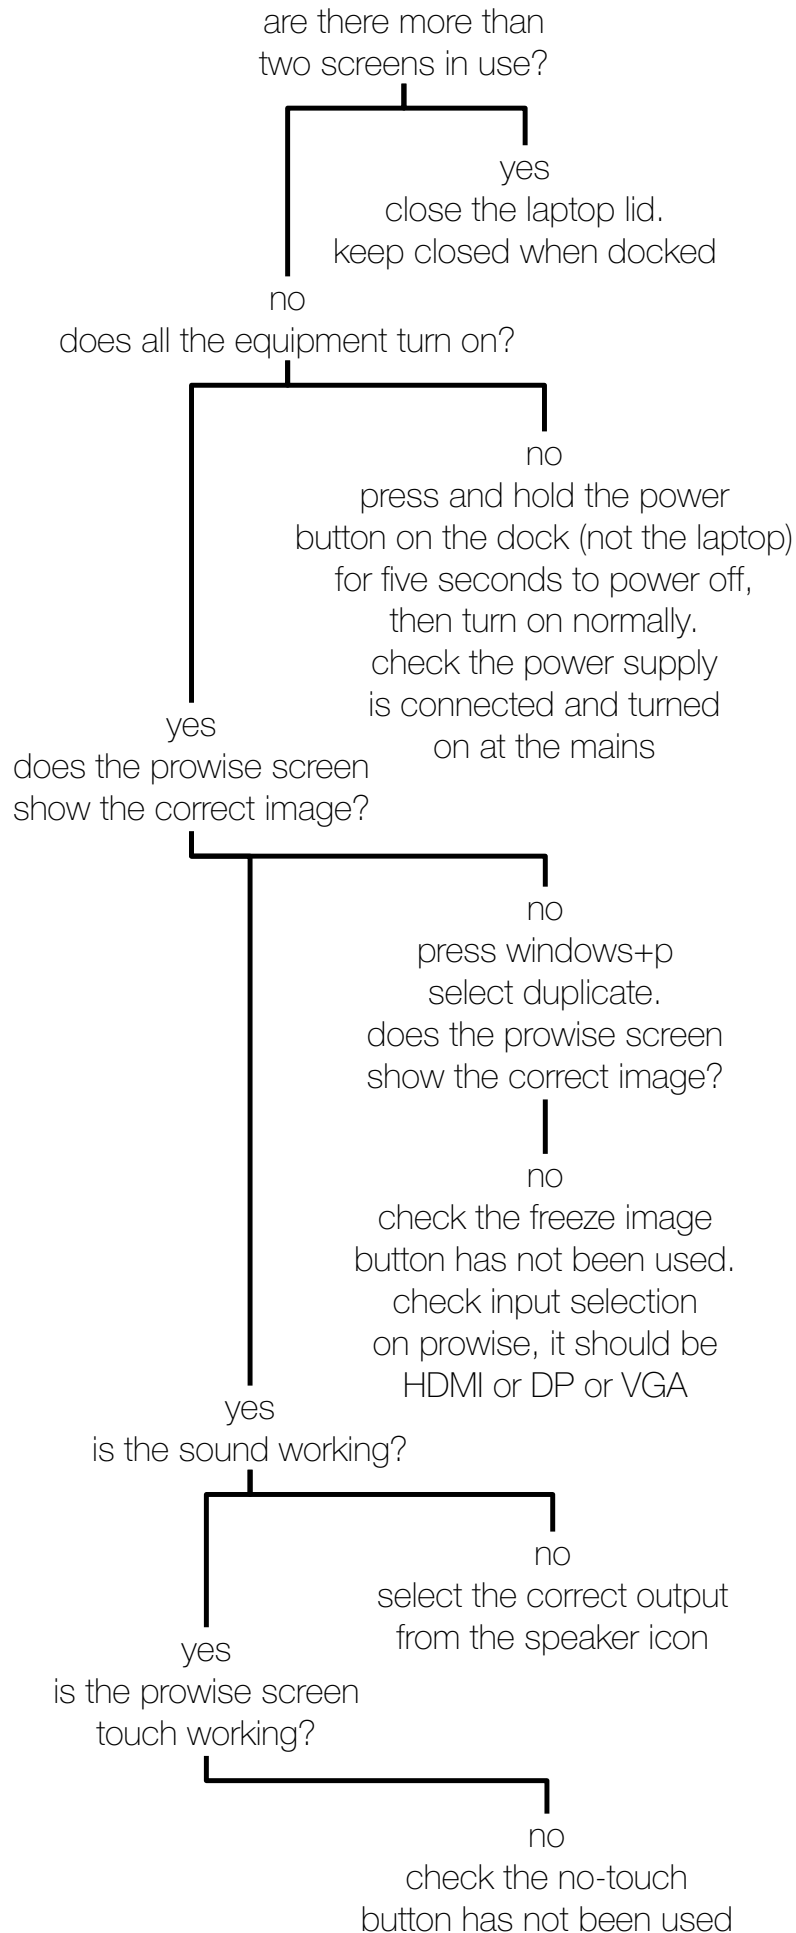 are there more than
two screens in use?
yes
close the laptop lid.
keep closed when docked
no
does all the equipment turn on?
no
press and hold the power
button on the dock (not the laptop)
for five seconds to power off,
then turn on normally.
check the power supply
is connected and turned
on at the mains
yes
does the prowise screen
show the correct image?
no
press windows+p
select duplicate.
does the prowise screen
show the correct image?
no
check the freeze image
button has not been used.
check input selection
on prowise, it should be
HDMI or DP or VGA
yes
is the sound working?
no
select the correct output
from the speaker icon
yes
is the prowise screen
touch working?
no
check the no-touch
button has not been used